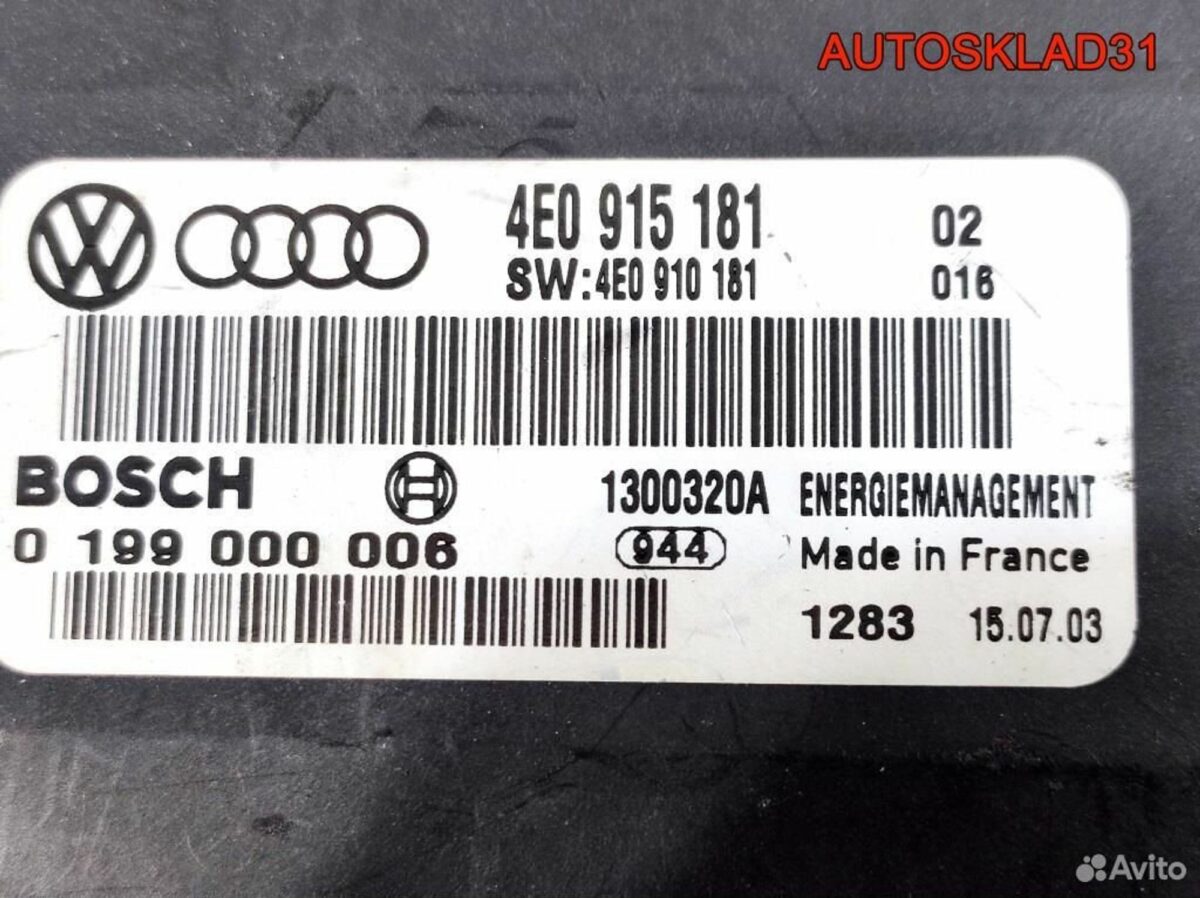 AUTOSKLAD31
4E0 915 181 02
SW:4E0 910 181 016
BOSCH 1300320A ENERGIEMANAGEMENT
0 199 000 006 944 Made in France
1283 15.07.03
Avito